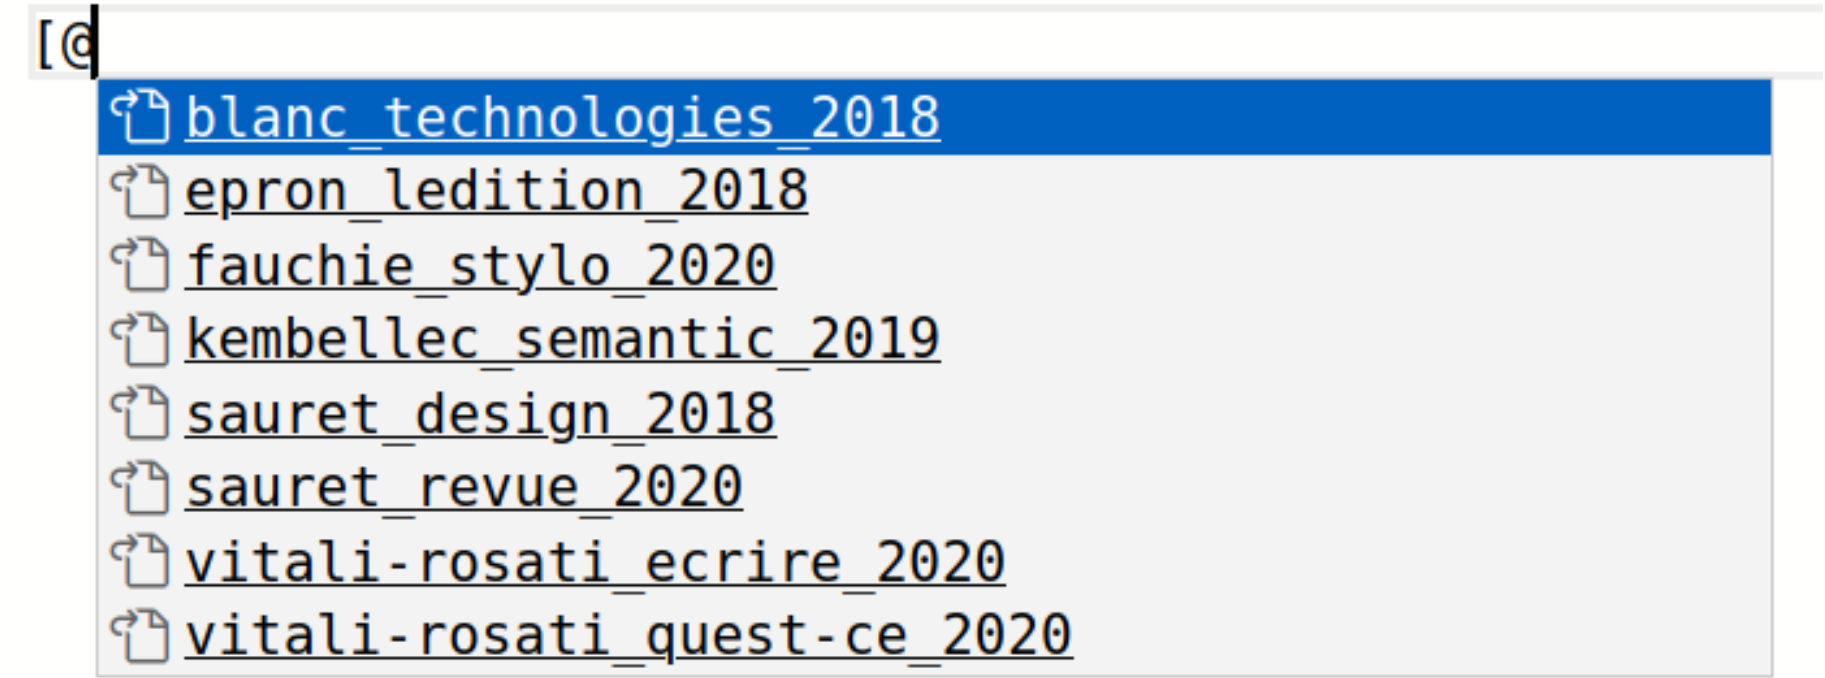 [@
blanc_technologies_2018
epron_ledition_2018
fauchie_stylo_2020
kembellec_semantic_2019
sauret_design_2018
sauret_revue_2020
vitali-rosati_ecrire_2020
vitali-rosati_quest-ce_2020